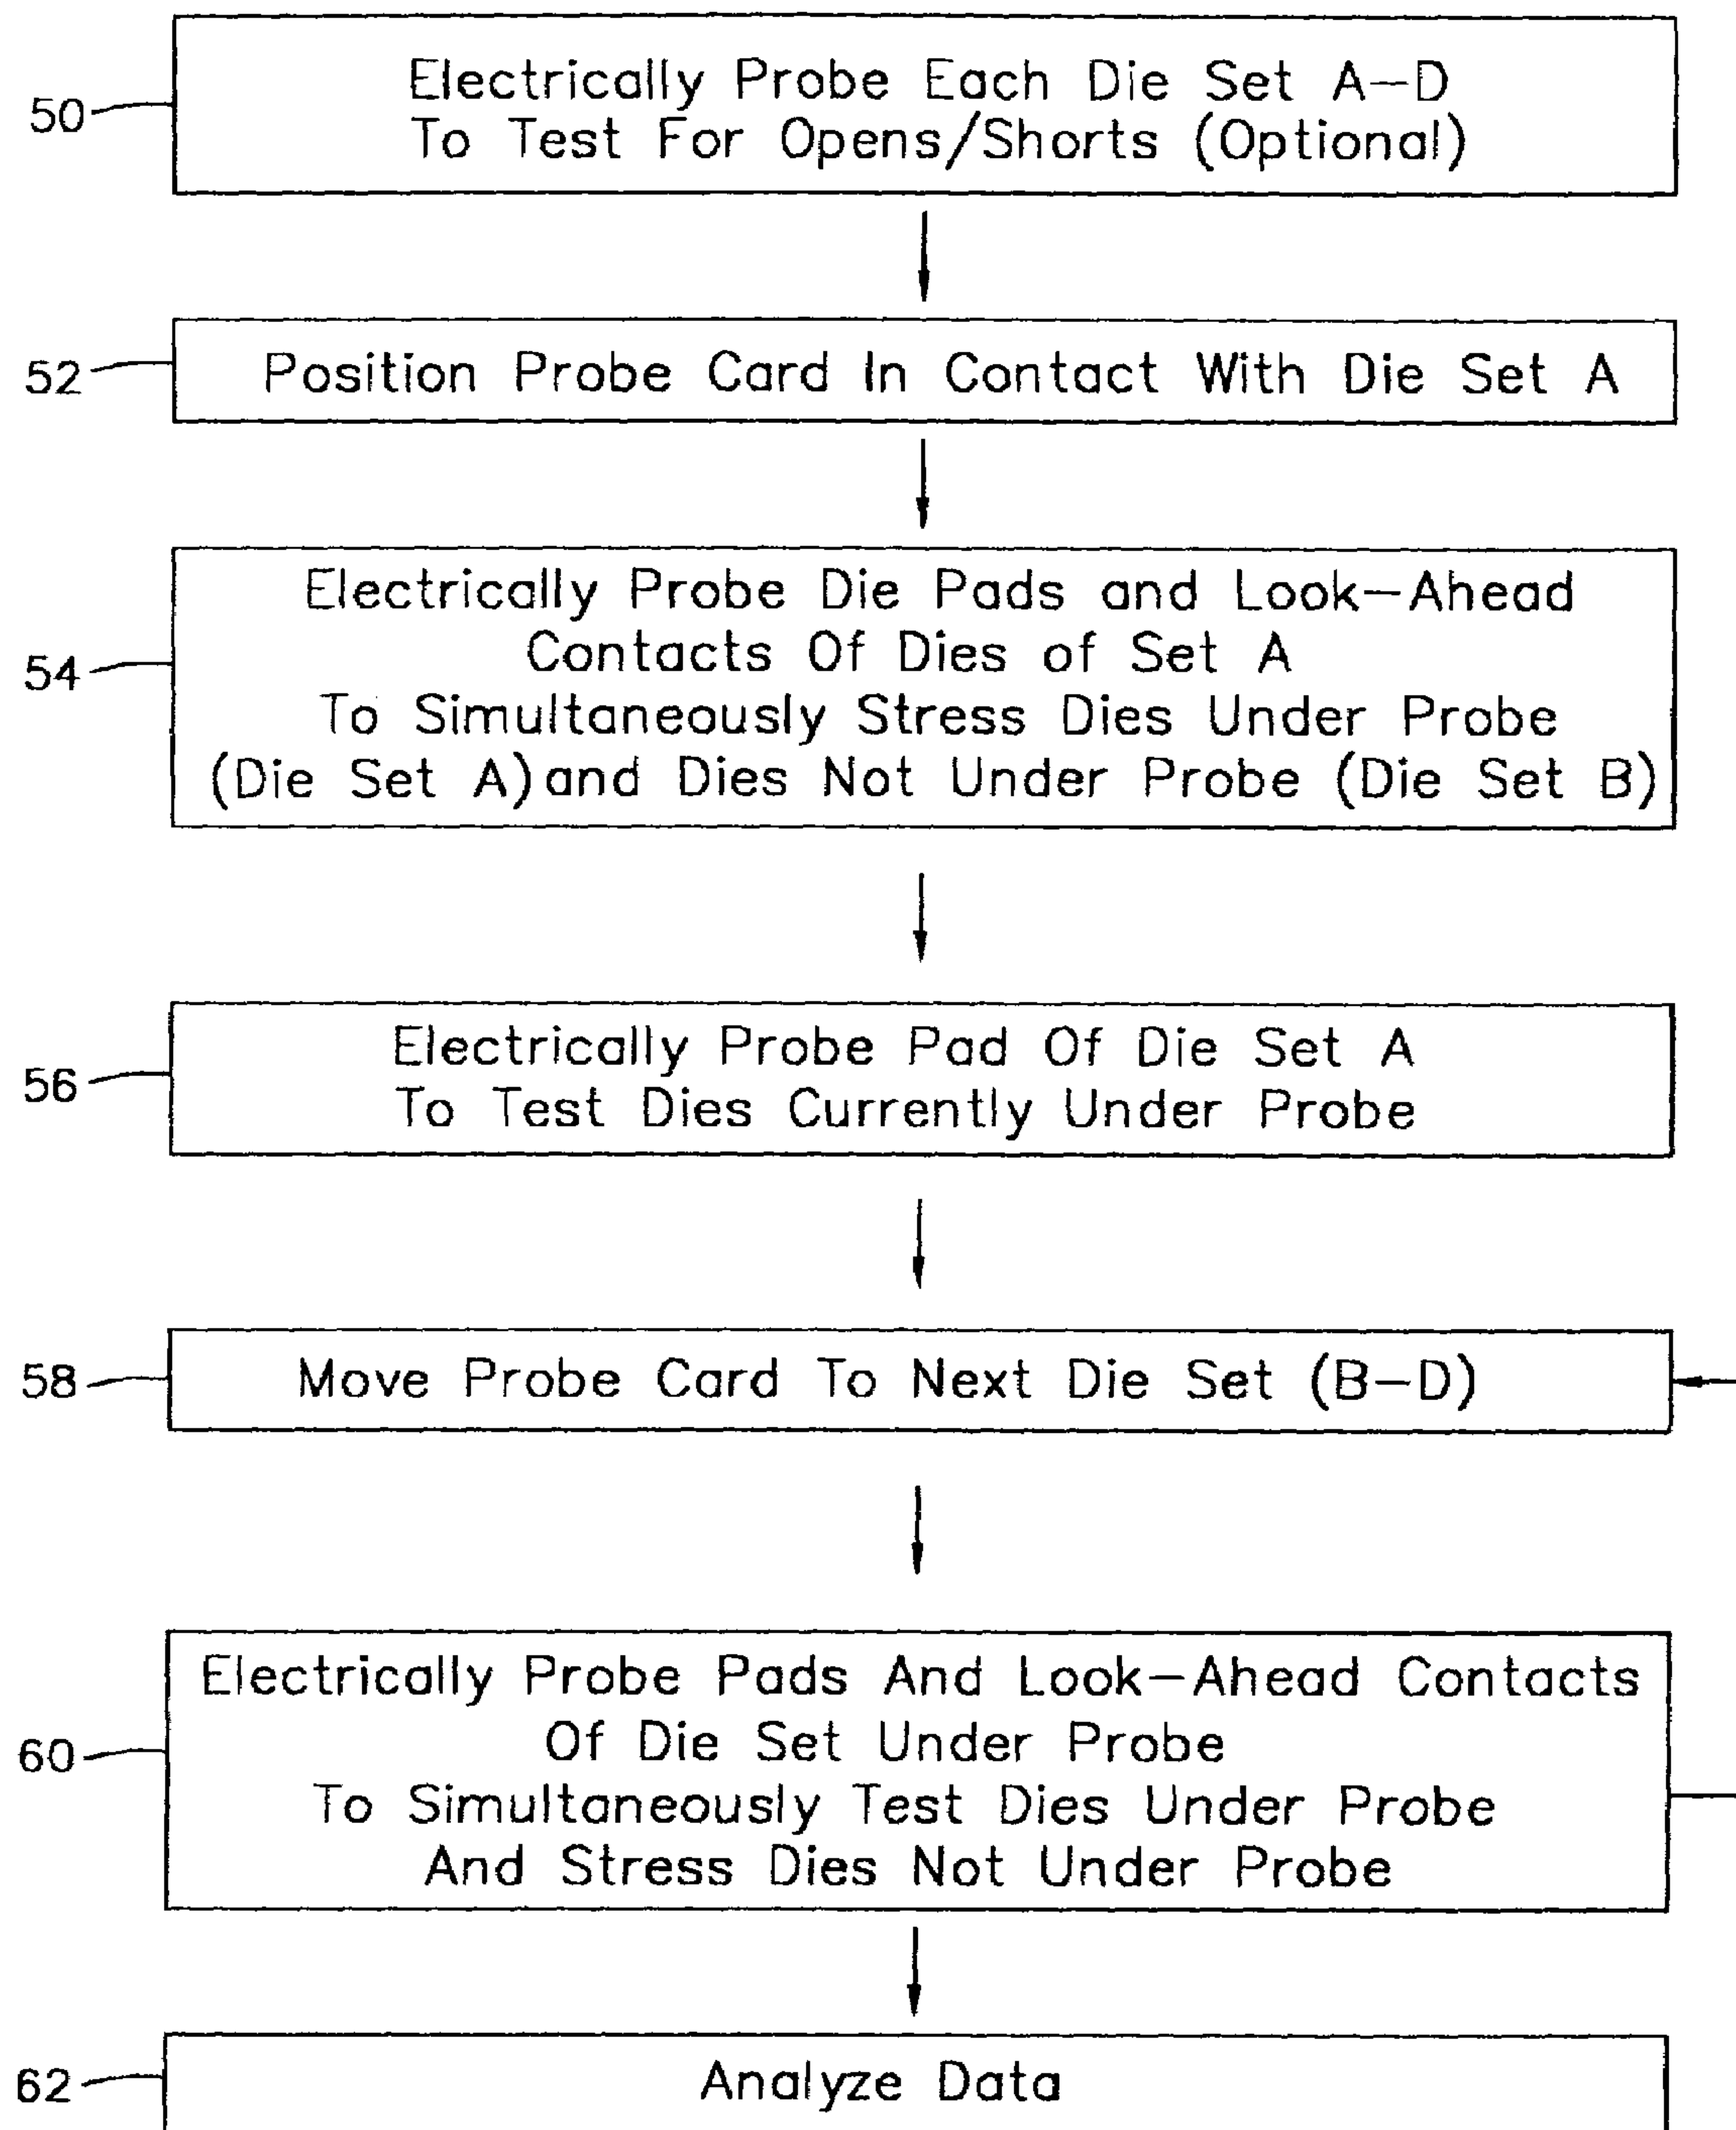 50
Electrically Probe Each Die Set A-D
To Test For Opens/Shorts (Optional)
52
Position Probe Card In Contact With Die Set A
54
Electrically Probe Die Pads and Look-Ahead
Contacts Of Dies of Set A
To Simultaneously Stress Dies Under Probe
(Die Set A) and Dies Not Under Probe (Die Set B)
56
Electrically Probe Pad Of Die Set A
To Test Dies Currently Under Probe
58
Move Probe Card To Next Die Set (B-D)
60
Electrically Probe Pads And Look-Ahead Contacts
Of Die Set Under Probe
To Simultaneously Test Dies Under Probe
And Stress Dies Not Under Probe
62
Analyze Data